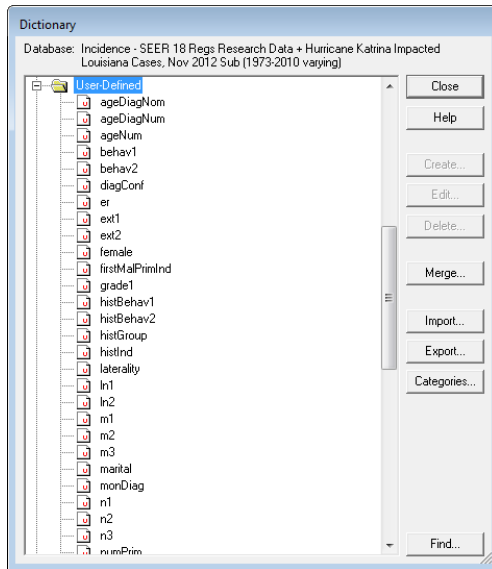 Dictionary
Database: Incidence - SEER 18 Regs Research Data + Hurricane Katrina Impacted
Louisiana Cases, Nov 2012 Sub (1973-2010 varying)
User-Defined
ageDiagNom
ageDiagNum
ageNum
behav1
behav2
diagConf
er
ext1
ext2
female
firstMalPrimInd
grade1
histBehav1
histBehav2
histGroup
histInd
laterality
ln1
ln2
m1
m2
m3
marital
monDiag
n1
n2
n3
numPrim
Close
Help
Create...
Edit...
Delete...
Merge...
Import...
Export...
Categories...
Find...